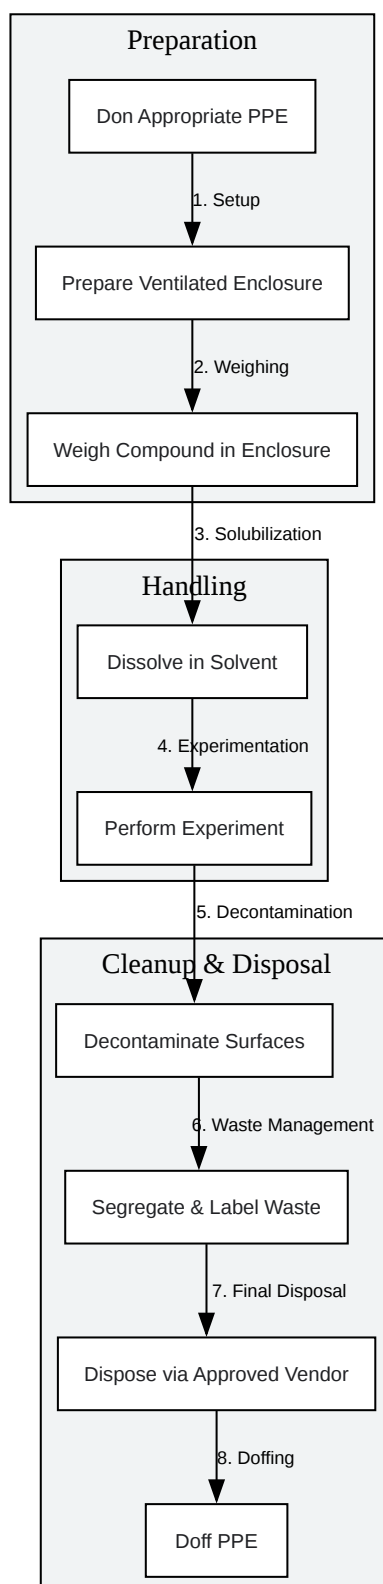 Preparation
Don Appropriate PPE
1. Setup
Prepare Ventilated Enclosure
2. Weighing
Weigh Compound in Enclosure
3. Solubilization
Handling
Dissolve in Solvent
4. Experimentation
Perform Experiment
5. Decontamination
Cleanup & Disposal
Decontaminate Surfaces
6. Waste Management
Segregate & Label Waste
7. Final Disposal
Dispose via Approved Vendor
8. Doffing
Doff PPE